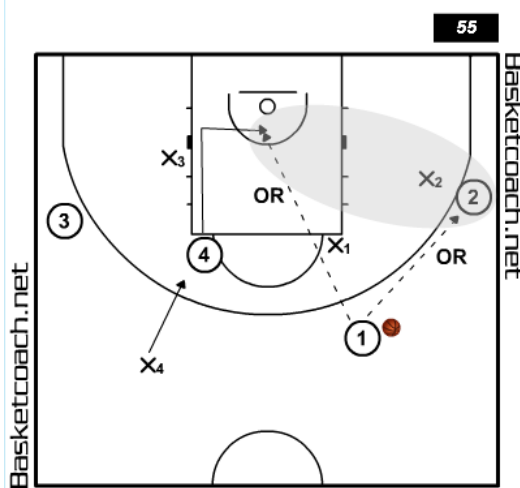 55
Basketcoach.net
X3
X2
2
3
OR
4
X1
OR
1
X4
Basketcoach.net